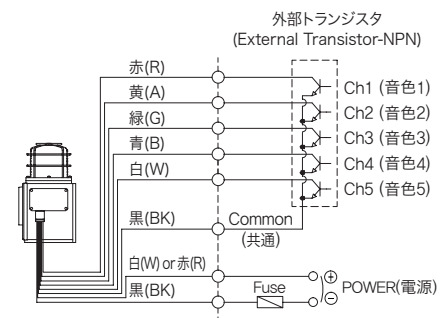 外部トランジスタ
(External Transistor-NPN)
赤(R)
Ch1 (音色1)
黄(A)
Ch2 (音色2)
緑(G)
Ch3 (音色3)
青(B)
Ch4 (音色4)
白(W)
Ch5 (音色5)
黒(BK)
Common
(共通)
白(W) or 赤(R)
黒(BK)
Fuse
⊕
⊖
POWER(電源)